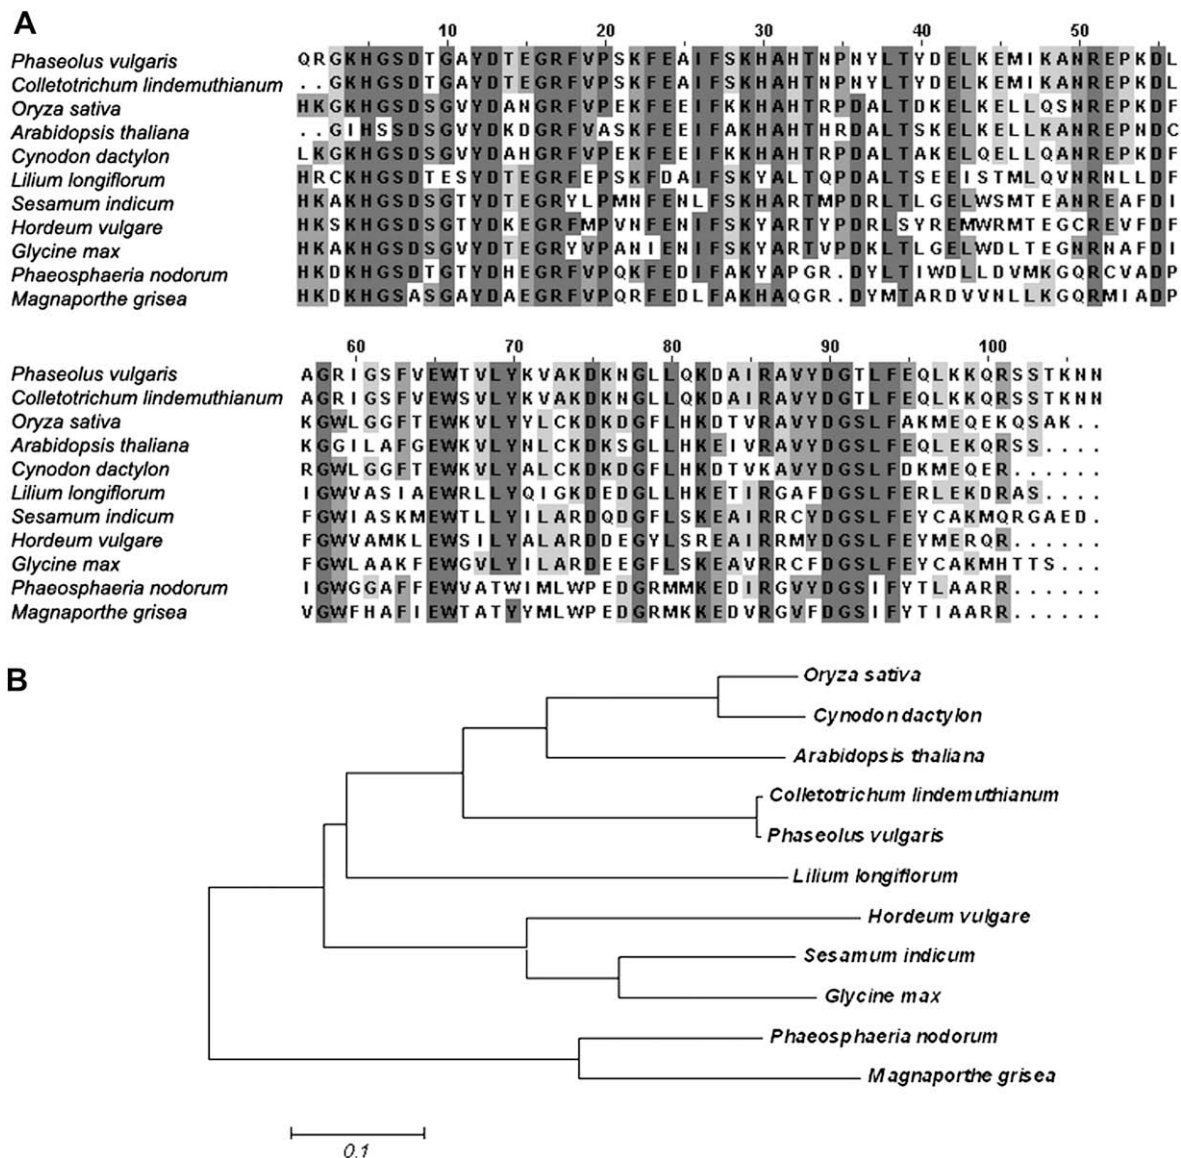 A
10 20 30 40 50
Phaseolus vulgaris QRGKHGSDTGAYDTEGRFVPSKFEAIFSKHAHTNPNYLTYDELKEMIKANREPKDL
Colletotrichum lindemuthianum ..GKHGSDTGAYDTEGRFVPSKFEAIFSKHAHTNPNYLTYDELKEMIKANREPKDL
Oryza sativa HKGKHGSDSGVYDANGRFVPEKFEEIFKKHAHTRPDALTDKELKELLQSNREPKDF
Arabidopsis thaliana ..GIHSSDSGVYDKDGRFVASKFEEIFAKHAHTHRDALTSKELKELLKANREPNDC
Cynodon dactylon LKGKHGSDSGVYDAHGRFVPEKFEEIFKKHAHTRPDALTAKELQELLQANREPKDF
Lilium longiflorum HRCKHGSDTESYDTEGRFEPSKFDAIFSKYALTQPDALTSEEISTMLQVNRNLLDF
Sesamum indicum HKAKHGSDSGTYDTEGRYLPMNFENLFSKHARTMPDRLTLGELWSMTEANREAFDI
Hordeum vulgare HKSKHGSDSGTYDKEGRFMPVNFENIFSKYARTYPDRLSYREMWRMTEGCREVFDI
Glycine max HKAKHGSDSGVYDTEGRYVPANIENIFSKYARTVPDKLTLGELWDLTEGNRNAFDI
Phaeosphaeria nodorum HKDKHGSDTGTYDHEGRFVPQKFEDIFAKYAPGR.DYLTIWDLLDVMKGQRCVADP
Magnaporthe grisea HKDKHGSASGAYDAEGRFVPQRFEDLFAKHAQGR.DYMTARDVVNLLKGQRMIADP
60 70 80 90 100
Phaseolus vulgaris AGRIGSFVEWTVLYKVAKDKNGLLQKDAIRAVYDGTLFEQLKKQRSSTKNN
Colletotrichum lindemuthianum AGRIGSFVEWSVLYKVAKDKNGLLQKDAIRAVYDGTLFEQLKKQRSSTKNN
Oryza sativa KGWLGGFTEWKVLYYLCKDKDGFLHKDTVRAVYDGSLFAKMEQEKQSAK..
Arabidopsis thaliana KGGILAFGEWKVLYNLCKDKSGLLHKEIVRAVYDGSLFEQLEKQRSS....
Cynodon dactylon RGWLGGFTEWKVLYALCKDKDGFLHKDTVKAVYDGSLFDKMEQER......
Lilium longiflorum IGWVASIAEWRLLYQIGKDEDGLLHKETIRGAFDGSLFERLEKDRAS....
Sesamum indicum FGWIASKMEWTLLYILARDQDGFLSKEAIRRCYDGSLFEYCAKMQRGAED.
Hordeum vulgare FGWVAMKLEWSILYALARDDEGYLSREAIRRMYDGSLFEYMERQR......
Glycine max FGWLAAKFEWGVLYILARDEEGFLSKEAVRRCFDGSLFEYCAKMHTTS...
Phaeosphaeria nodorum IGWGGAFFEWVATWIMLWPEDGRMMKEDIRGVYDGSIFYTLAARR......
Magnaporthe grisea VGWFHAFIEWTATYYMLWPEDGRMKKEDVRGVFDGSIFYTIAARR......
B
Oryza sativa
Cynodon dactylon
Arabidopsis thaliana
Colletotrichum lindemuthianum
Phaseolus vulgaris
Lilium longiflorum
Hordeum vulgare
Sesamum indicum
Glycine max
Phaeosphaeria nodorum
Magnaporthe grisea
0.1